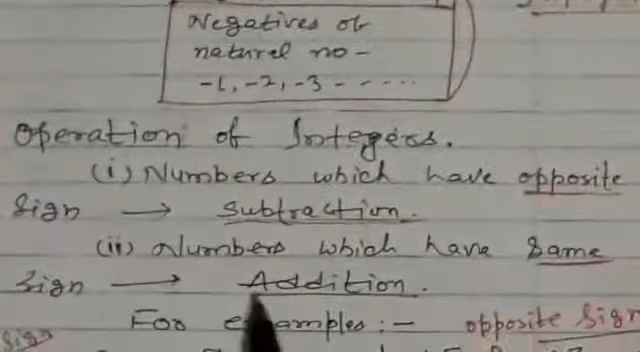 Negatives of
natural no -
-1, -2, -3 - - - - - -
Operation of Integers.
(i) Numbers which have opposite
Sign → Subtraction.
(ii) Numbers which have same
Sign → Addition.
For examples :- opposite sign
Sign